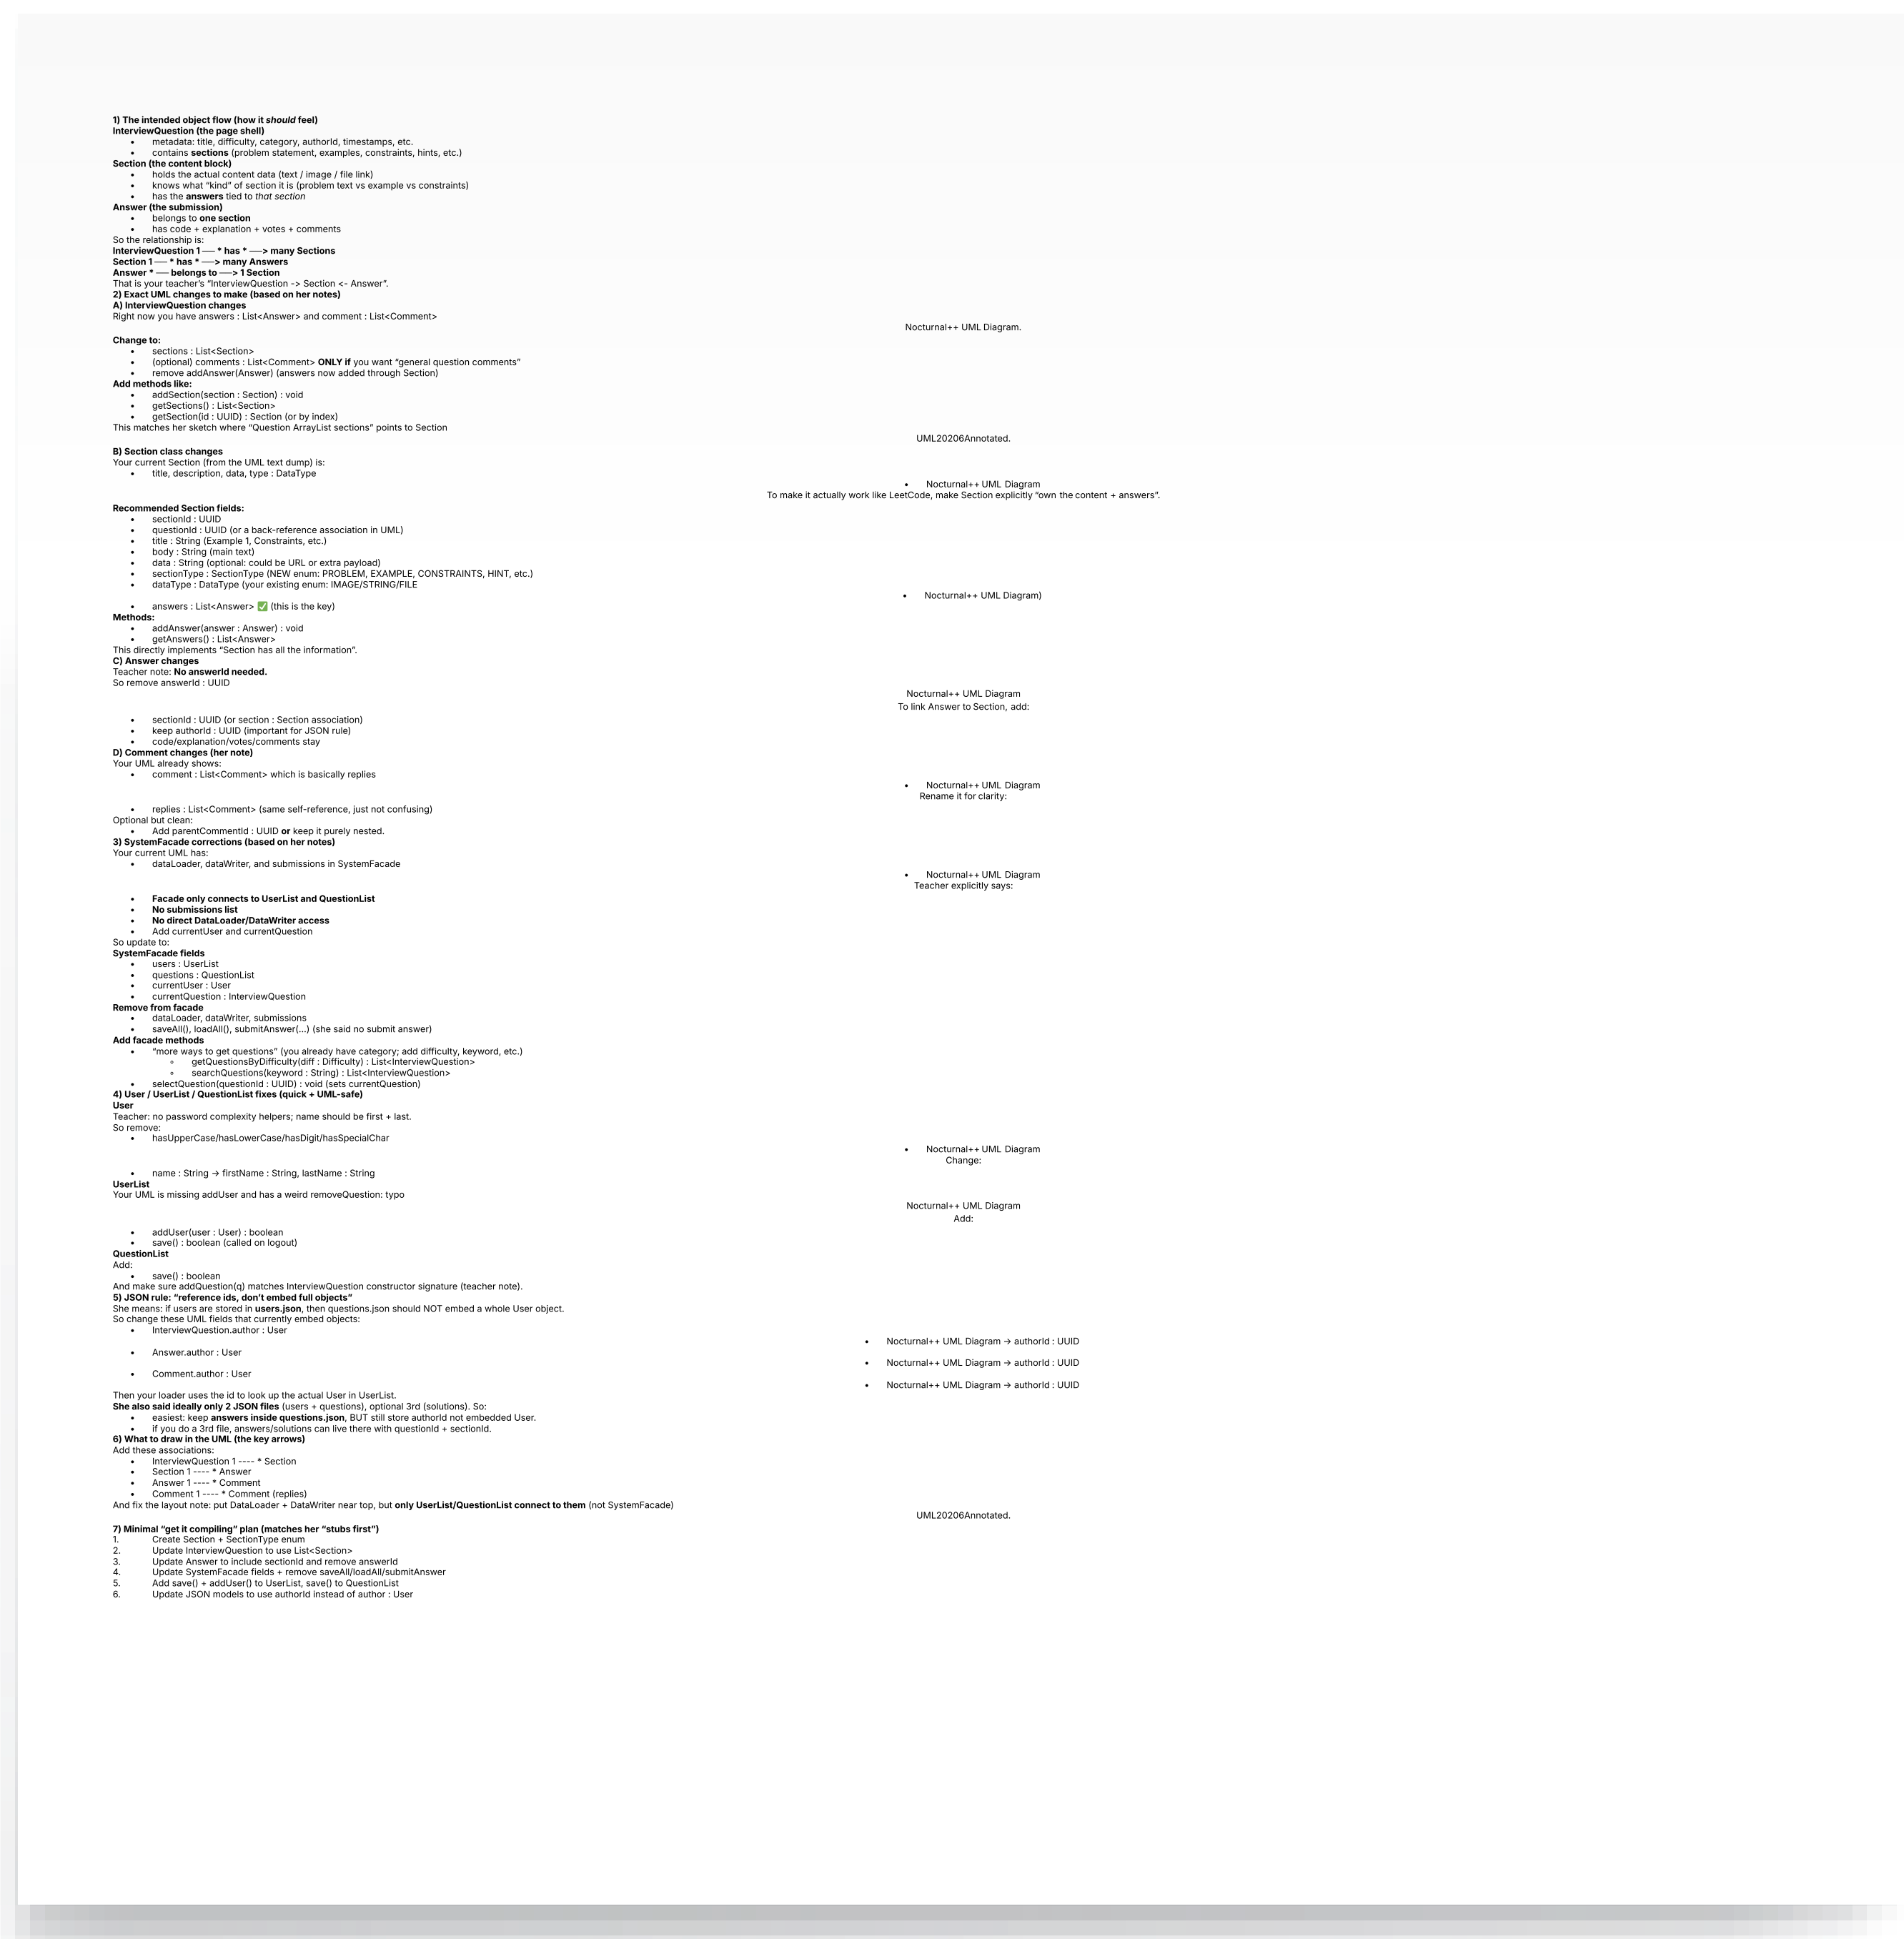 1) The intended object flow (how it should feel)
InterviewQuestion (the page shell)
• metadata: title, difficulty, category, authorId, timestamps, etc.
• contains sections (problem statement, examples, constraints, hints, etc.)
Section (the content block)
• holds the actual content data (text / image / file link)
• knows what “kind” of section it is (problem text vs example vs constraints)
• has the answers tied to that section
Answer (the submission)
• belongs to one section
• has code + explanation + votes + comments
So the relationship is:
InterviewQuestion 1 ── * has * ──> many Sections
Section 1 ── * has * ──> many Answers
Answer * ── belongs to ──> 1 Section
That is your teacher’s “InterviewQuestion -> Section <- Answer”.
2) Exact UML changes to make (based on her notes)
A) InterviewQuestion changes
Right now you have answers : List<Answer> and comment : List<Comment>
Nocturnal++ UML Diagram.
Change to:
• sections : List<Section>
• (optional) comments : List<Comment> ONLY if you want “general question comments”
• remove addAnswer(Answer) (answers now added through Section)
Add methods like:
• addSection(section : Section) : void
• getSections() : List<Section>
• getSection(id : UUID) : Section (or by index)
This matches her sketch where “Question ArrayList sections” points to Section
UML20206Annotated.
B) Section class changes
Your current Section (from the UML text dump) is:
• title, description, data, type : DataType
• Nocturnal++ UML Diagram
To make it actually work like LeetCode, make Section explicitly “own the content + answers”.
Recommended Section fields:
• sectionId : UUID
• questionId : UUID (or a back-reference association in UML)
• title : String (Example 1, Constraints, etc.)
• body : String (main text)
• data : String (optional: could be URL or extra payload)
• sectionType : SectionType (NEW enum: PROBLEM, EXAMPLE, CONSTRAINTS, HINT, etc.)
• dataType : DataType (your existing enum: IMAGE/STRING/FILE
• Nocturnal++ UML Diagram)
• answers : List<Answer> ✅ (this is the key)
Methods:
• addAnswer(answer : Answer) : void
• getAnswers() : List<Answer>
This directly implements “Section has all the information”.
C) Answer changes
Teacher note: No answerId needed.
So remove answerId : UUID
Nocturnal++ UML Diagram
To link Answer to Section, add:
• sectionId : UUID (or section : Section association)
• keep authorId : UUID (important for JSON rule)
• code/explanation/votes/comments stay
D) Comment changes (her note)
Your UML already shows:
• comment : List<Comment> which is basically replies
• Nocturnal++ UML Diagram
Rename it for clarity:
• replies : List<Comment> (same self-reference, just not confusing)
Optional but clean:
• Add parentCommentId : UUID or keep it purely nested.
3) SystemFacade corrections (based on her notes)
Your current UML has:
• dataLoader, dataWriter, and submissions in SystemFacade
• Nocturnal++ UML Diagram
Teacher explicitly says:
• Facade only connects to UserList and QuestionList
• No submissions list
• No direct DataLoader/DataWriter access
• Add currentUser and currentQuestion
So update to:
SystemFacade fields
• users : UserList
• questions : QuestionList
• currentUser : User
• currentQuestion : InterviewQuestion
Remove from facade
• dataLoader, dataWriter, submissions
• saveAll(), loadAll(), submitAnswer(...) (she said no submit answer)
Add facade methods
• “more ways to get questions” (you already have category; add difficulty, keyword, etc.)
◦ getQuestionsByDifficulty(diff : Difficulty) : List<InterviewQuestion>
◦ searchQuestions(keyword : String) : List<InterviewQuestion>
• selectQuestion(questionId : UUID) : void (sets currentQuestion)
4) User / UserList / QuestionList fixes (quick + UML-safe)
User
Teacher: no password complexity helpers; name should be first + last.
So remove:
• hasUpperCase/hasLowerCase/hasDigit/hasSpecialChar
• Nocturnal++ UML Diagram
Change:
• name : String → firstName : String, lastName : String
UserList
Your UML is missing addUser and has a weird removeQuestion: typo
Nocturnal++ UML Diagram
Add:
• addUser(user : User) : boolean
• save() : boolean (called on logout)
QuestionList
Add:
• save() : boolean
And make sure addQuestion(q) matches InterviewQuestion constructor signature (teacher note).
5) JSON rule: “reference ids, don’t embed full objects”
She means: if users are stored in users.json, then questions.json should NOT embed a whole User object.
So change these UML fields that currently embed objects:
• InterviewQuestion.author : User
• Nocturnal++ UML Diagram → authorId : UUID
• Answer.author : User
• Nocturnal++ UML Diagram → authorId : UUID
• Comment.author : User
• Nocturnal++ UML Diagram → authorId : UUID
Then your loader uses the id to look up the actual User in UserList.
She also said ideally only 2 JSON files (users + questions), optional 3rd (solutions). So:
• easiest: keep answers inside questions.json, BUT still store authorId not embedded User.
• if you do a 3rd file, answers/solutions can live there with questionId + sectionId.
6) What to draw in the UML (the key arrows)
Add these associations:
• InterviewQuestion 1 ---- * Section
• Section 1 ---- * Answer
• Answer 1 ---- * Comment
• Comment 1 ---- * Comment (replies)
And fix the layout note: put DataLoader + DataWriter near top, but only UserList/QuestionList connect to them (not SystemFacade)
UML20206Annotated.
7) Minimal “get it compiling” plan (matches her “stubs first”)
1. Create Section + SectionType enum
2. Update InterviewQuestion to use List<Section>
3. Update Answer to include sectionId and remove answerId
4. Update SystemFacade fields + remove saveAll/loadAll/submitAnswer
5. Add save() + addUser() to UserList, save() to QuestionList
6. Update JSON models to use authorId instead of author : User